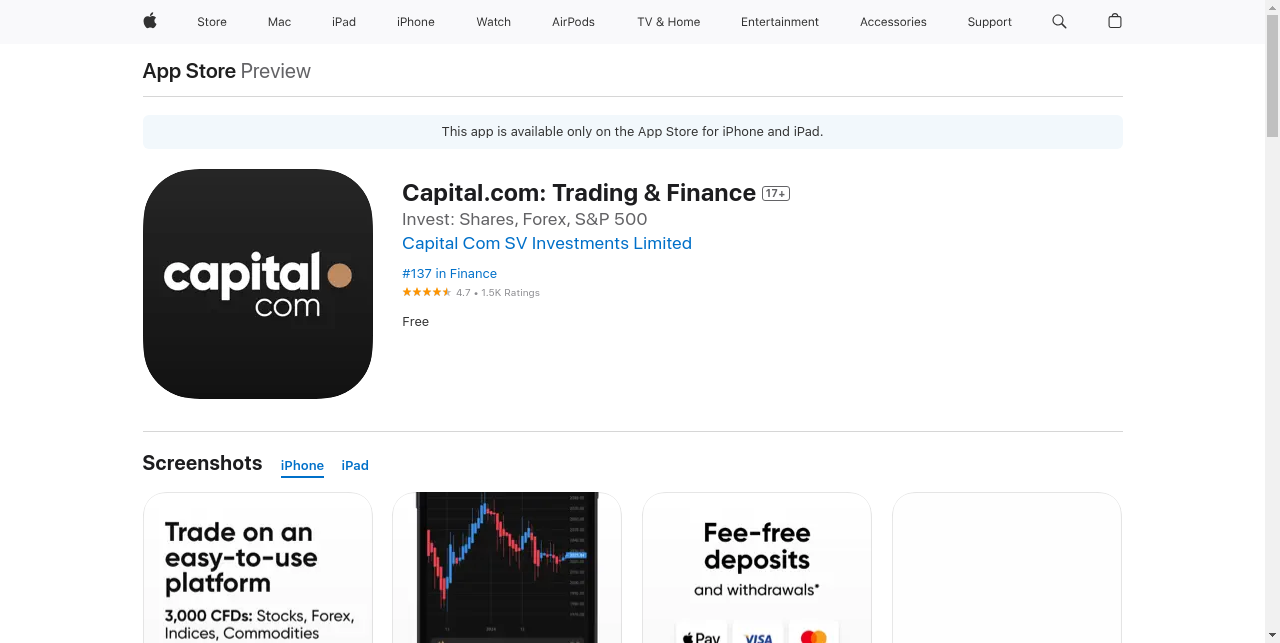 Store Mac iPad iPhone Watch AirPods TV & Home Entertainment Accessories Support
App Store Preview
This app is available only on the App Store for iPhone and iPad.
capital
com
Capital.com: Trading & Finance 17+
Invest: Shares, Forex, S&P 500
Capital Com SV Investments Limited
#137 in Finance
4.7 • 1.5K Ratings
Free
Screenshots iPhone iPad
Trade on an
easy-to-use
platform
3,000 CFDs: Stocks, Forex,
Indices, Commodities
Fee-free
deposits
and withdrawals*
Pay VISA